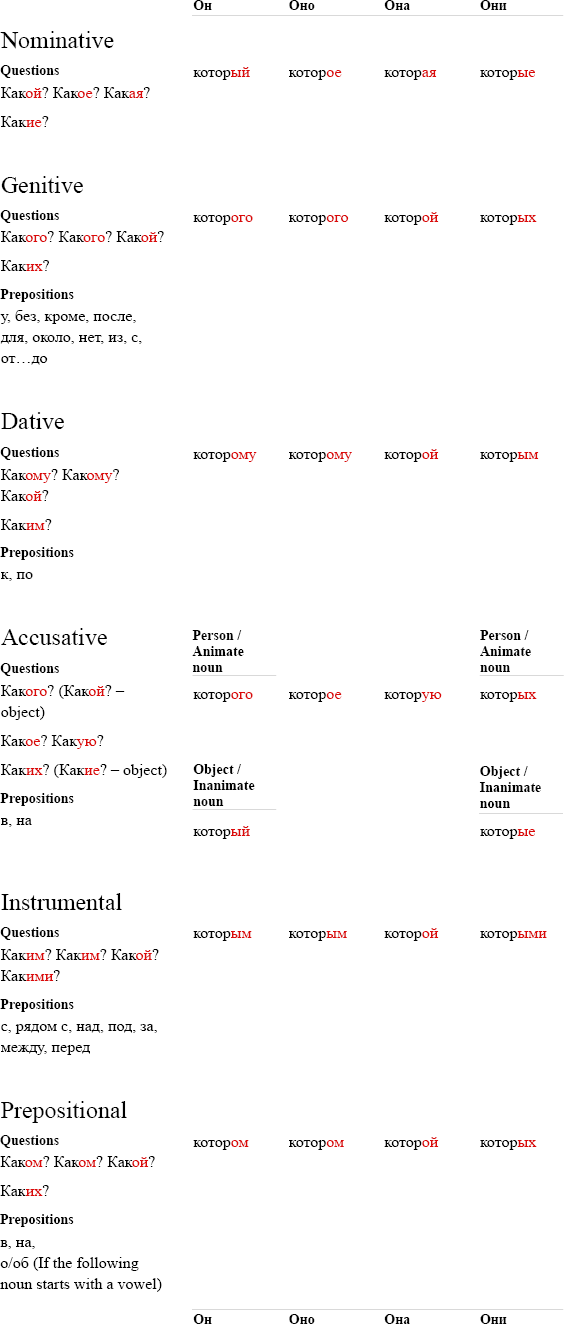 Он Оно Она Они
Nominative
Questions
который которое которая которые
Какой? Какое? Какая?
Какие?
Genitive
Questions
которого которого которой которых
Какого? Какого? Какой?
Каких?
Prepositions
у, без, кроме, после,
для, около, нет, из, с,
от…до
Dative
Questions
которому которому которой которым
Какому? Какому?
Какой?
Каким?
Prepositions
к, по
Accusative
Person /
Animate
noun
Person /
Animate
noun
Questions
Какого? (Какой? –
object)
которого которое которую которых
Какое? Какую?
Каких? (Какие? – object)
Object /
Inanimate
noun
Object /
Inanimate
noun
Prepositions
в, на
который которые
Instrumental
Questions
которым которым которой которыми
Каким? Каким? Какой?
Какими?
Prepositions
с, рядом с, над, под, за,
между, перед
Prepositional
Questions
котором котором которой которых
Каком? Каком? Какой?
Каких?
Prepositions
в, на,
о/об (If the following
noun starts with a vowel)
Он Оно Она Они